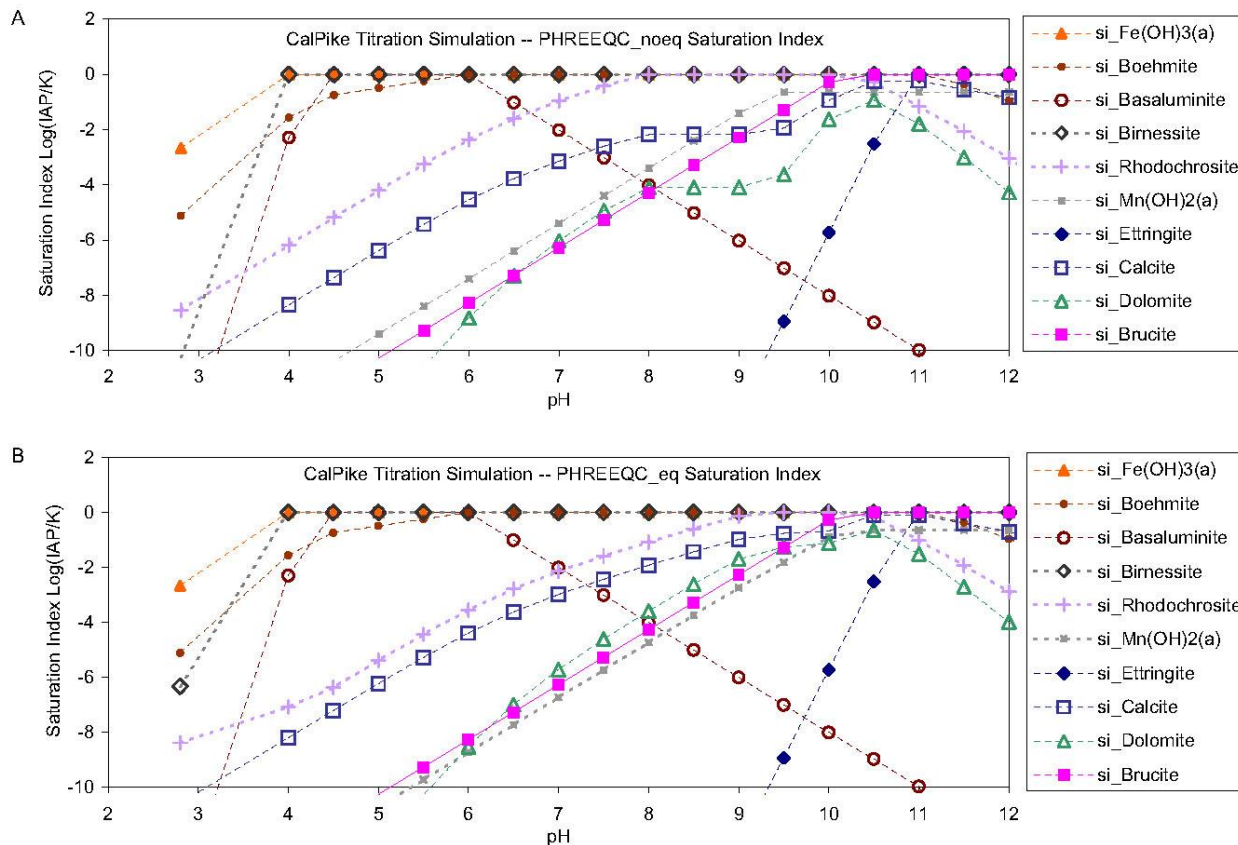 A
CalPike Titration Simulation -- PHREEQC_noeq Saturation Index
Saturation Index Log(IAP/K)
2
0
-2
-4
-6
-8
-10
2 3 4 5 6 7 8 9 10 11 12
pH
si_Fe(OH)3(a)
si_Boehmite
si_Basaluminite
si_Birnessite
si_Rhodochrosite
si_Mn(OH)2(a)
si_Ettringite
si_Calcite
si_Dolomite
si_Brucite
B
CalPike Titration Simulation -- PHREEQC_eq Saturation Index
Saturation Index Log(IAP/K)
2
0
-2
-4
-6
-8
-10
2 3 4 5 6 7 8 9 10 11 12
pH
si_Fe(OH)3(a)
si_Boehmite
si_Basaluminite
si_Birnessite
si_Rhodochrosite
si_Mn(OH)2(a)
si_Ettringite
si_Calcite
si_Dolomite
si_Brucite